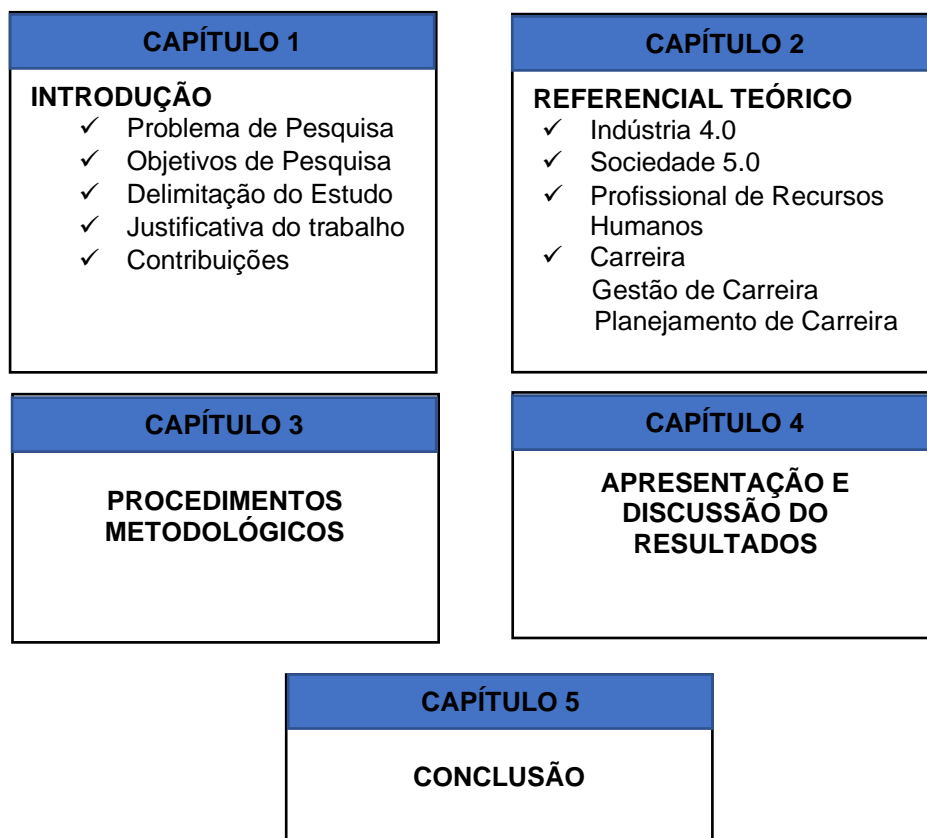 CAPÍTULO 1
INTRODUÇÃO
✓ Problema de Pesquisa
✓ Objetivos de Pesquisa
✓ Delimitação do Estudo
✓ Justificativa do trabalho
✓ Contribuições
CAPÍTULO 2
REFERENCIAL TEÓRICO
✓ Indústria 4.0
✓ Sociedade 5.0
✓ Profissional de Recursos
Humanos
✓ Carreira
Gestão de Carreira
Planejamento de Carreira
CAPÍTULO 3
PROCEDIMENTOS
METODOLÓGICOS
CAPÍTULO 4
APRESENTAÇÃO E
DISCUSSÃO DO
RESULTADOS
CAPÍTULO 5
CONCLUSÃO